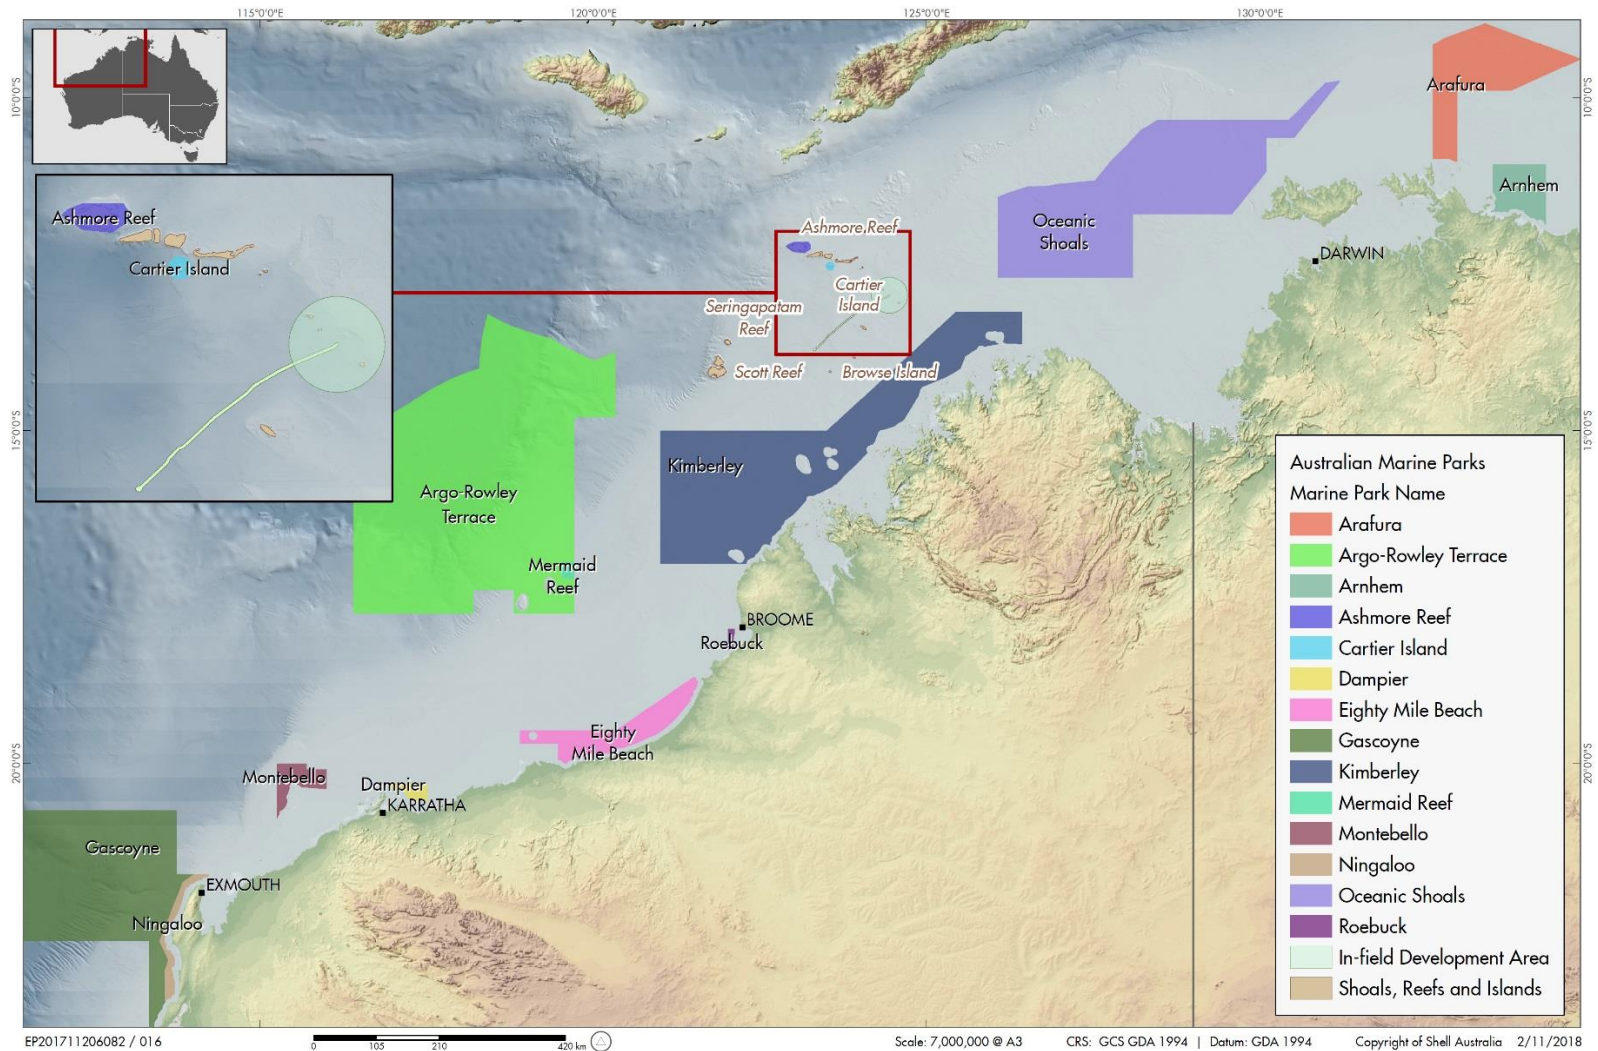 115°0'0"E
120°0'0"E
125°0'0"E
130°0'0"E
10°0'0"S
10°0'0"S
15°0'0"S
15°0'0"S
20°0'0"S
20°0'0"S
Arafura
Arnhem
Oceanic
Shoals
DARWIN
Ashmore Reef
Cartier Island
Ashmore Reef
Cartier
Island
Seringapatam
Reef
Scott Reef
Browse Island
Kimberley
Argo-Rowley
Terrace
Mermaid
Reef
BROOME
Roebuck
Eighty
Mile Beach
Montebello
Dampier
KARRATHA
Gascoyne
EXMOUTH
Ningaloo
Australian Marine Parks
Marine Park Name
Arafura
Argo-Rowley Terrace
Arnhem
Ashmore Reef
Cartier Island
Dampier
Eighty Mile Beach
Gascoyne
Kimberley
Mermaid Reef
Montebello
Ningaloo
Oceanic Shoals
Roebuck
In-field Development Area
Shoals, Reefs and Islands
EP201711206082 / 016
0 105 210 420 km
Scale: 7,000,000 @ A3
CRS: GCS GDA 1994 | Datum: GDA 1994
Copyright of Shell Australia 2/11/2018